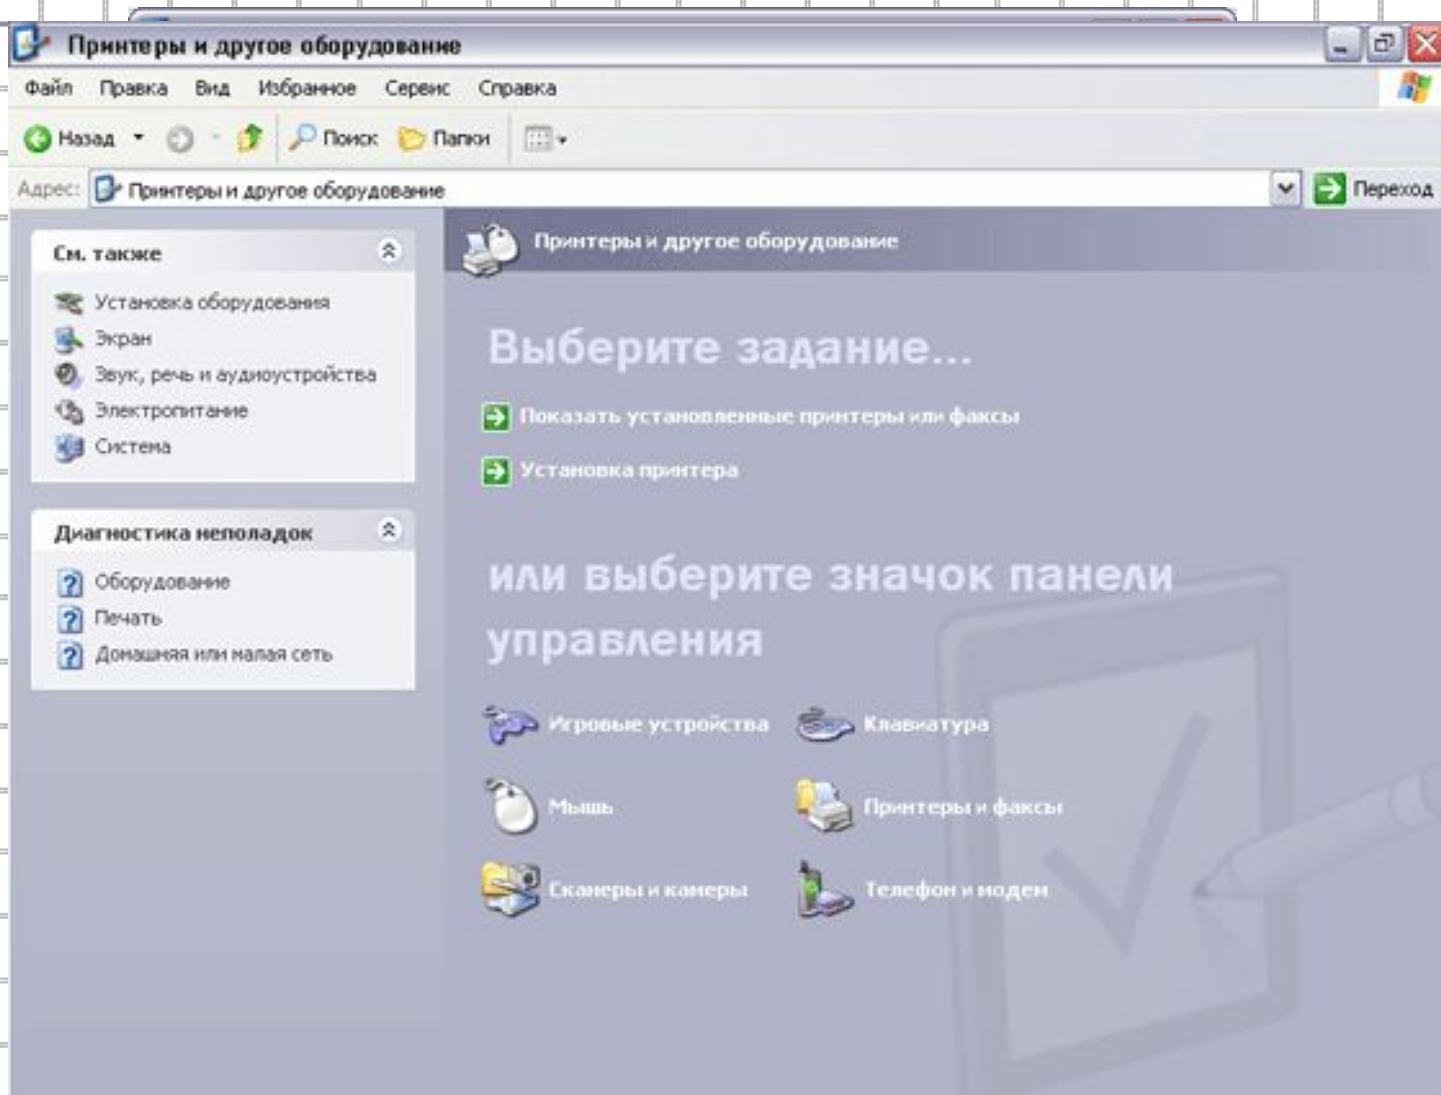 Принтеры и другое оборудование
Файл Правка Вид Избранное Сервис Справка
Назад Поиск Папки
Адрес: Принтеры и другое оборудование Переход
См. также
Установка оборудования
Экран
Звук, речь и аудиоустройства
Электропитание
Система
Диагностика неполадок
Оборудование
Печать
Домашняя или малая сеть
Принтеры и другое оборудование
Выберите задание...
Показать установленные принтеры или факсы
Установка принтера
или выберите значок панели
управления
Игровые устройства Клавиатура
Мышь Принтеры и факсы
Сканеры и камеры Телефон и модем